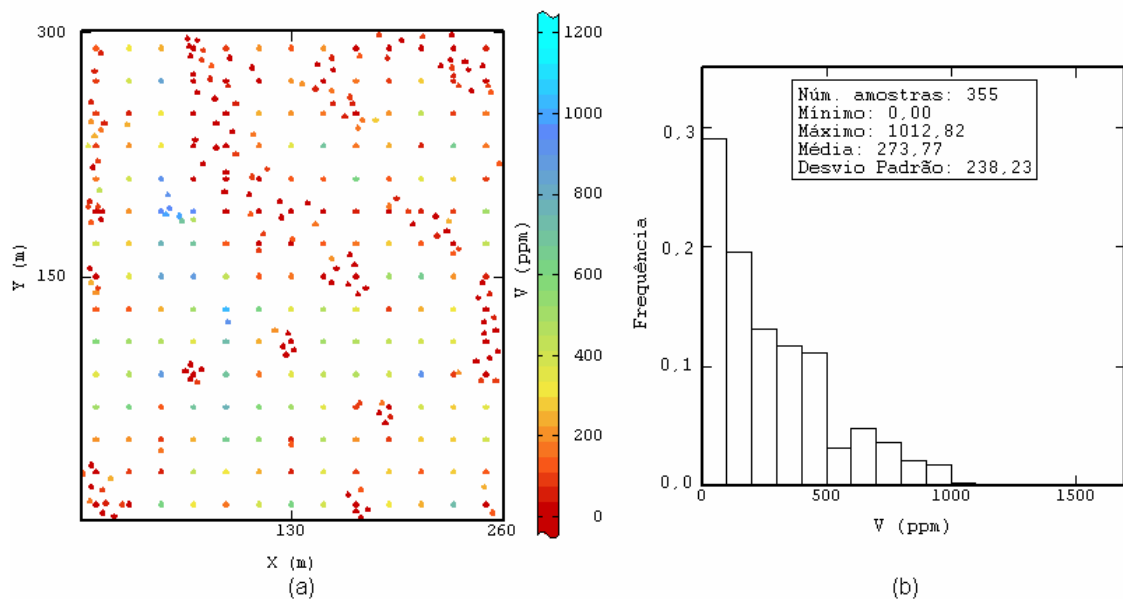 300
150
Y (m)
130
260
X (m)
(a)
1200
1000
800
600
400
200
0
V (ppm)
Núm. amostras: 355
Mínimo: 0,00
Máximo: 1012,82
Média: 273,77
Desvio Padrão: 238,23
0,3
0,2
0,1
0,0
Frequência
0
500
1000
1500
V (ppm)
(b)